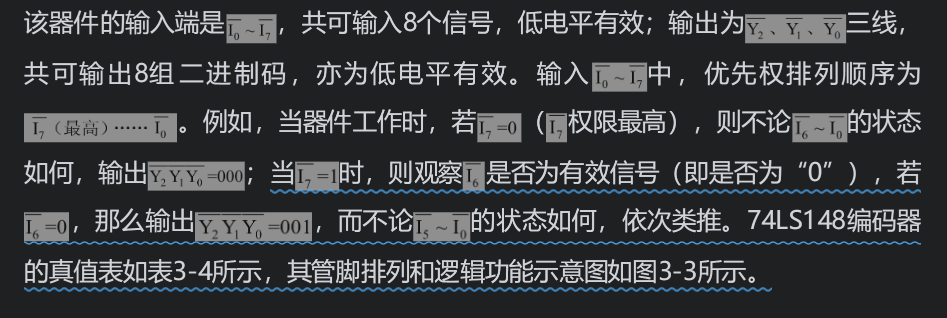 该器件的输入端是I̅₀ ~ I̅₇，共可输入8个信号，低电平有效；输出为Y̅₂、Y̅₁、Y̅₀三线，
共可输出8组二进制码，亦为低电平有效。输入I̅₀ ~ I̅₇中，优先权排列顺序为
I̅₇（最高）…… I̅₀。例如，当器件工作时，若I̅₇=0（I̅₇权限最高），则不论I̅₆ ~ I̅₀的状态
如何，输出Y̅₂Y̅₁Y̅₀=000；当I̅₇=1时，则观察I̅₆是否为有效信号（即是否为“0”），若
I̅₆=0，那么输出Y̅₂Y̅₁Y̅₀=001，而不论I̅₅ ~ I̅₀的状态如何，依次类推。74LS148编码器
的真值表如表3-4所示，其管脚排列和逻辑功能示意图如图3-3所示。